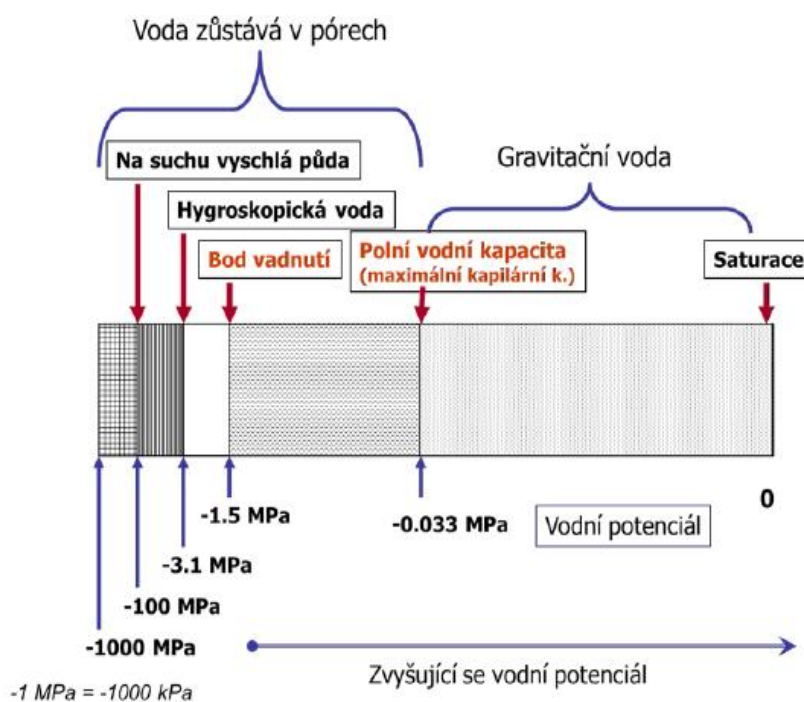 Voda zůstává v pórech
Na suchu vyschlá půda
Gravitační voda
Hygroskopická voda
Bod vadnutí
Polní vodní kapacita
(maximální kapilární k.)
Saturace
-1.5 MPa
-0.033 MPa
Vodní potenciál
0
-3.1 MPa
-100 MPa
-1000 MPa
Zvyšující se vodní potenciál
-1 MPa = -1000 kPa